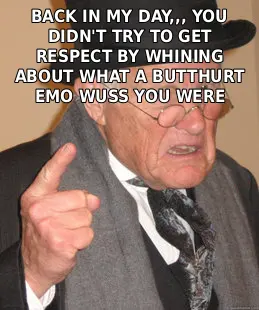 BACK IN MY DAY,,, YOU
DIDN'T TRY TO GET
RESPECT BY WHINING
ABOUT WHAT A BUTTHURT
EMO WUSS YOU WERE